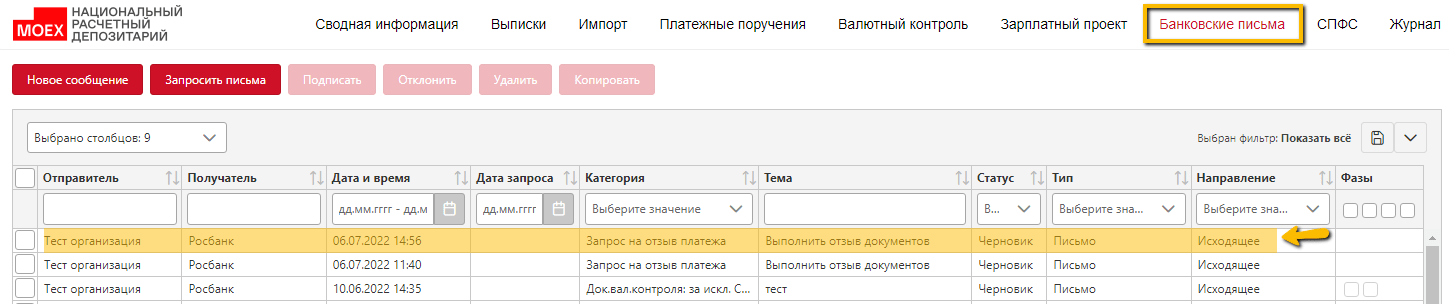 MOEX
НАЦИОНАЛЬНЫЙ
РАСЧЕТНЫЙ
ДЕПОЗИТАРИЙ
Сводная информация Выписки Импорт Платежные поручения Валютный контроль Зарплатный проект Банковские письма СПФС Журнал
Новое сообщение Запросить письма Подписать Отклонить Удалить Копировать
Выбрано столбцов: 9 Выбран фильтр: Показать всё
Отправитель Получатель Дата и время Дата запроса Категория Тема Статус Тип Направление Фазы
дд.мм.гггг - дд.м дд.мм.гггг Выберите значение В... Выберите зна... Выберите зна...
Тест организация Росбанк 06.07.2022 14:56 Запрос на отзыв платежа Выполнить отзыв документов Черновик Письмо Исходящее
Тест организация Росбанк 06.07.2022 11:40 Запрос на отзыв платежа Выполнить отзыв документов Черновик Письмо Исходящее
Тест организация Росбанк 10.06.2022 14:35 Док.вал.контроля: за искл. С... тест Черновик Письмо Исходящее